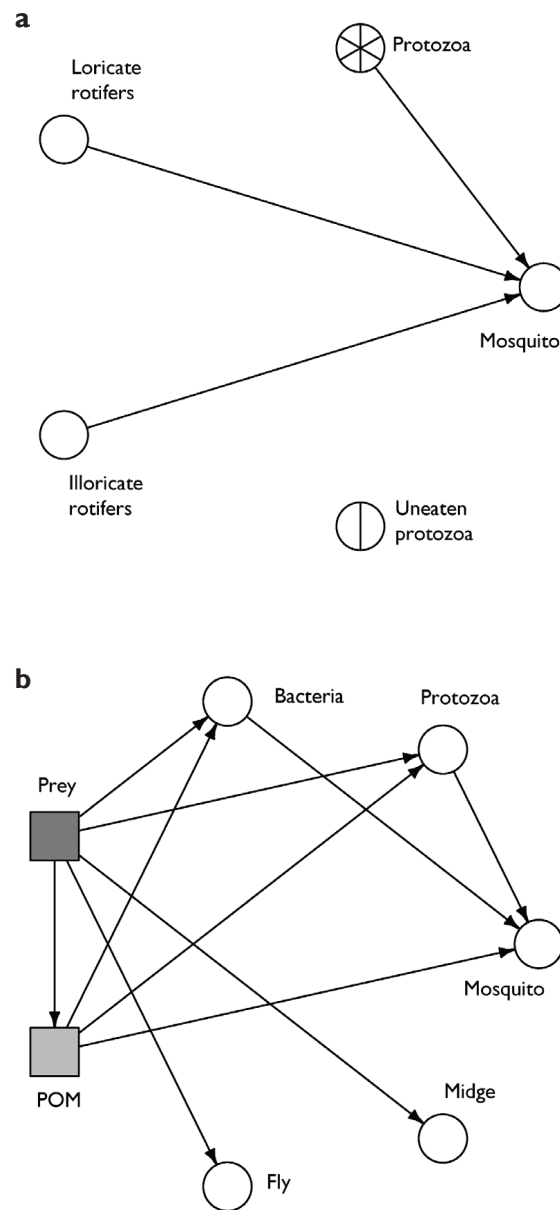 a
Protozoa
Loricate
rotifers
Mosquito
Illoricate
rotifers
Uneaten
protozoa
b
Bacteria
Protozoa
Prey
Mosquito
POM
Midge
Fly